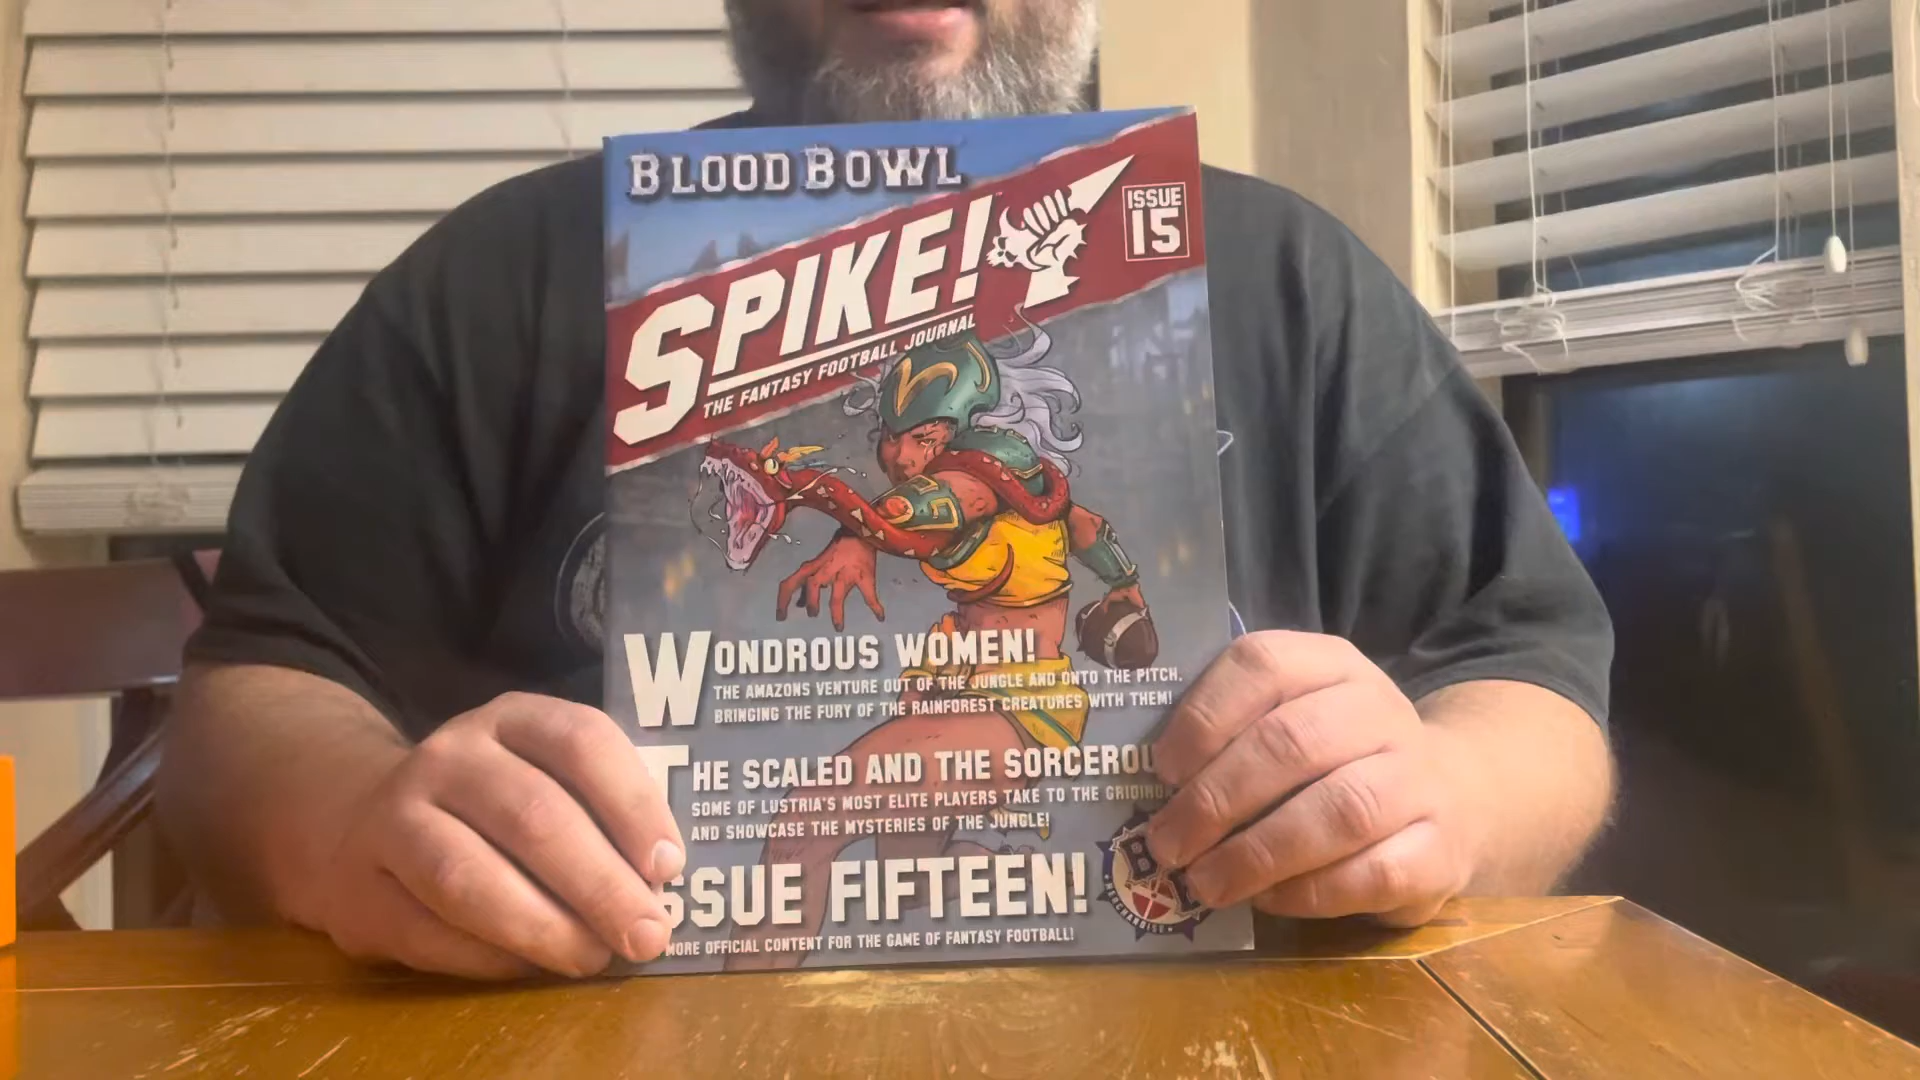 BLOOD BOWL
SPIKE!
ISSUE
15
THE FANTASY FOOTBALL JOURNAL
WONDROUS WOMEN!
THE AMAZONS VENTURE OUT OF THE JUNGLE AND ONTO THE PITCH,
BRINGING THE FURY OF THE RAINFOREST CREATURES WITH THEM!
THE SCALED AND THE SORCEROU
SOME OF LUSTRIA'S MOST ELITE PLAYERS TAKE TO THE GRIDIRON
AND SHOWCASE THE MYSTERIES OF THE JUNGLE!
SSUE FIFTEEN!
MORE OFFICIAL CONTENT FOR THE GAME OF FANTASY FOOTBALL!
MERCHANDISE